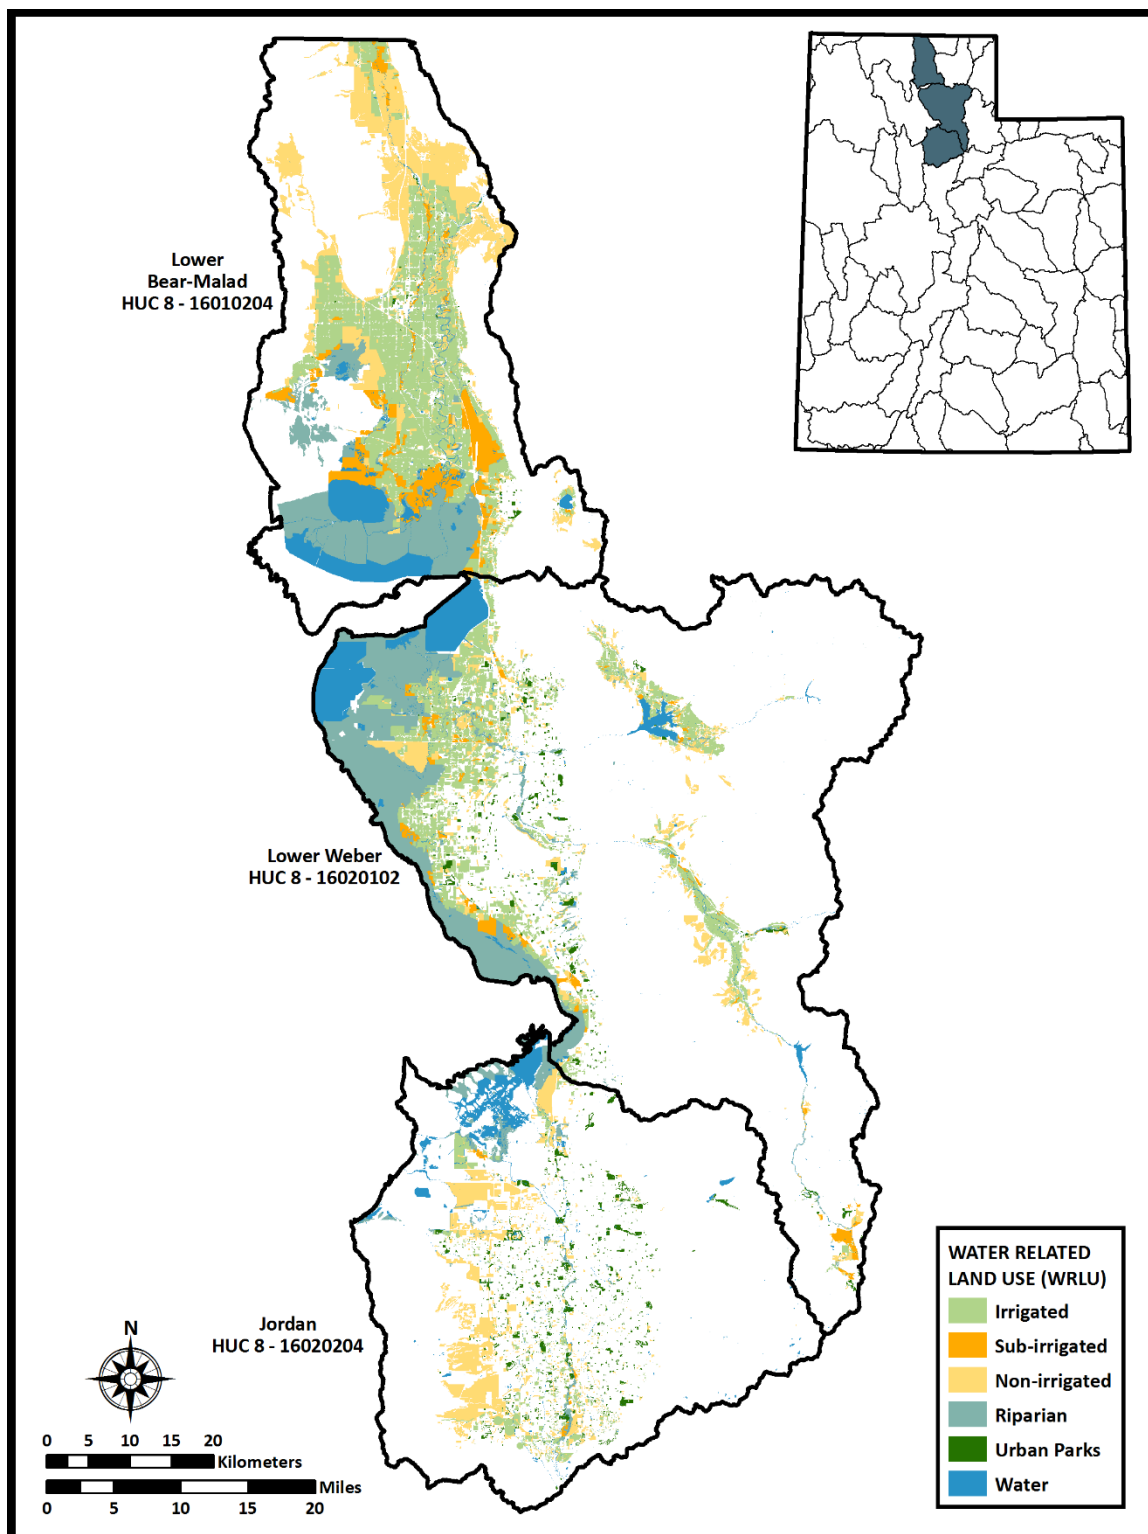 Lower
Bear-Malad
HUC 8 - 16010204
Lower Weber
HUC 8 - 16020102
Jordan
HUC 8 - 16020204
N
0 5 10 15 20
Kilometers
Miles
0 5 10 15 20
WATER RELATED
LAND USE (WRLU)
Irrigated
Sub-irrigated
Non-irrigated
Riparian
Urban Parks
Water